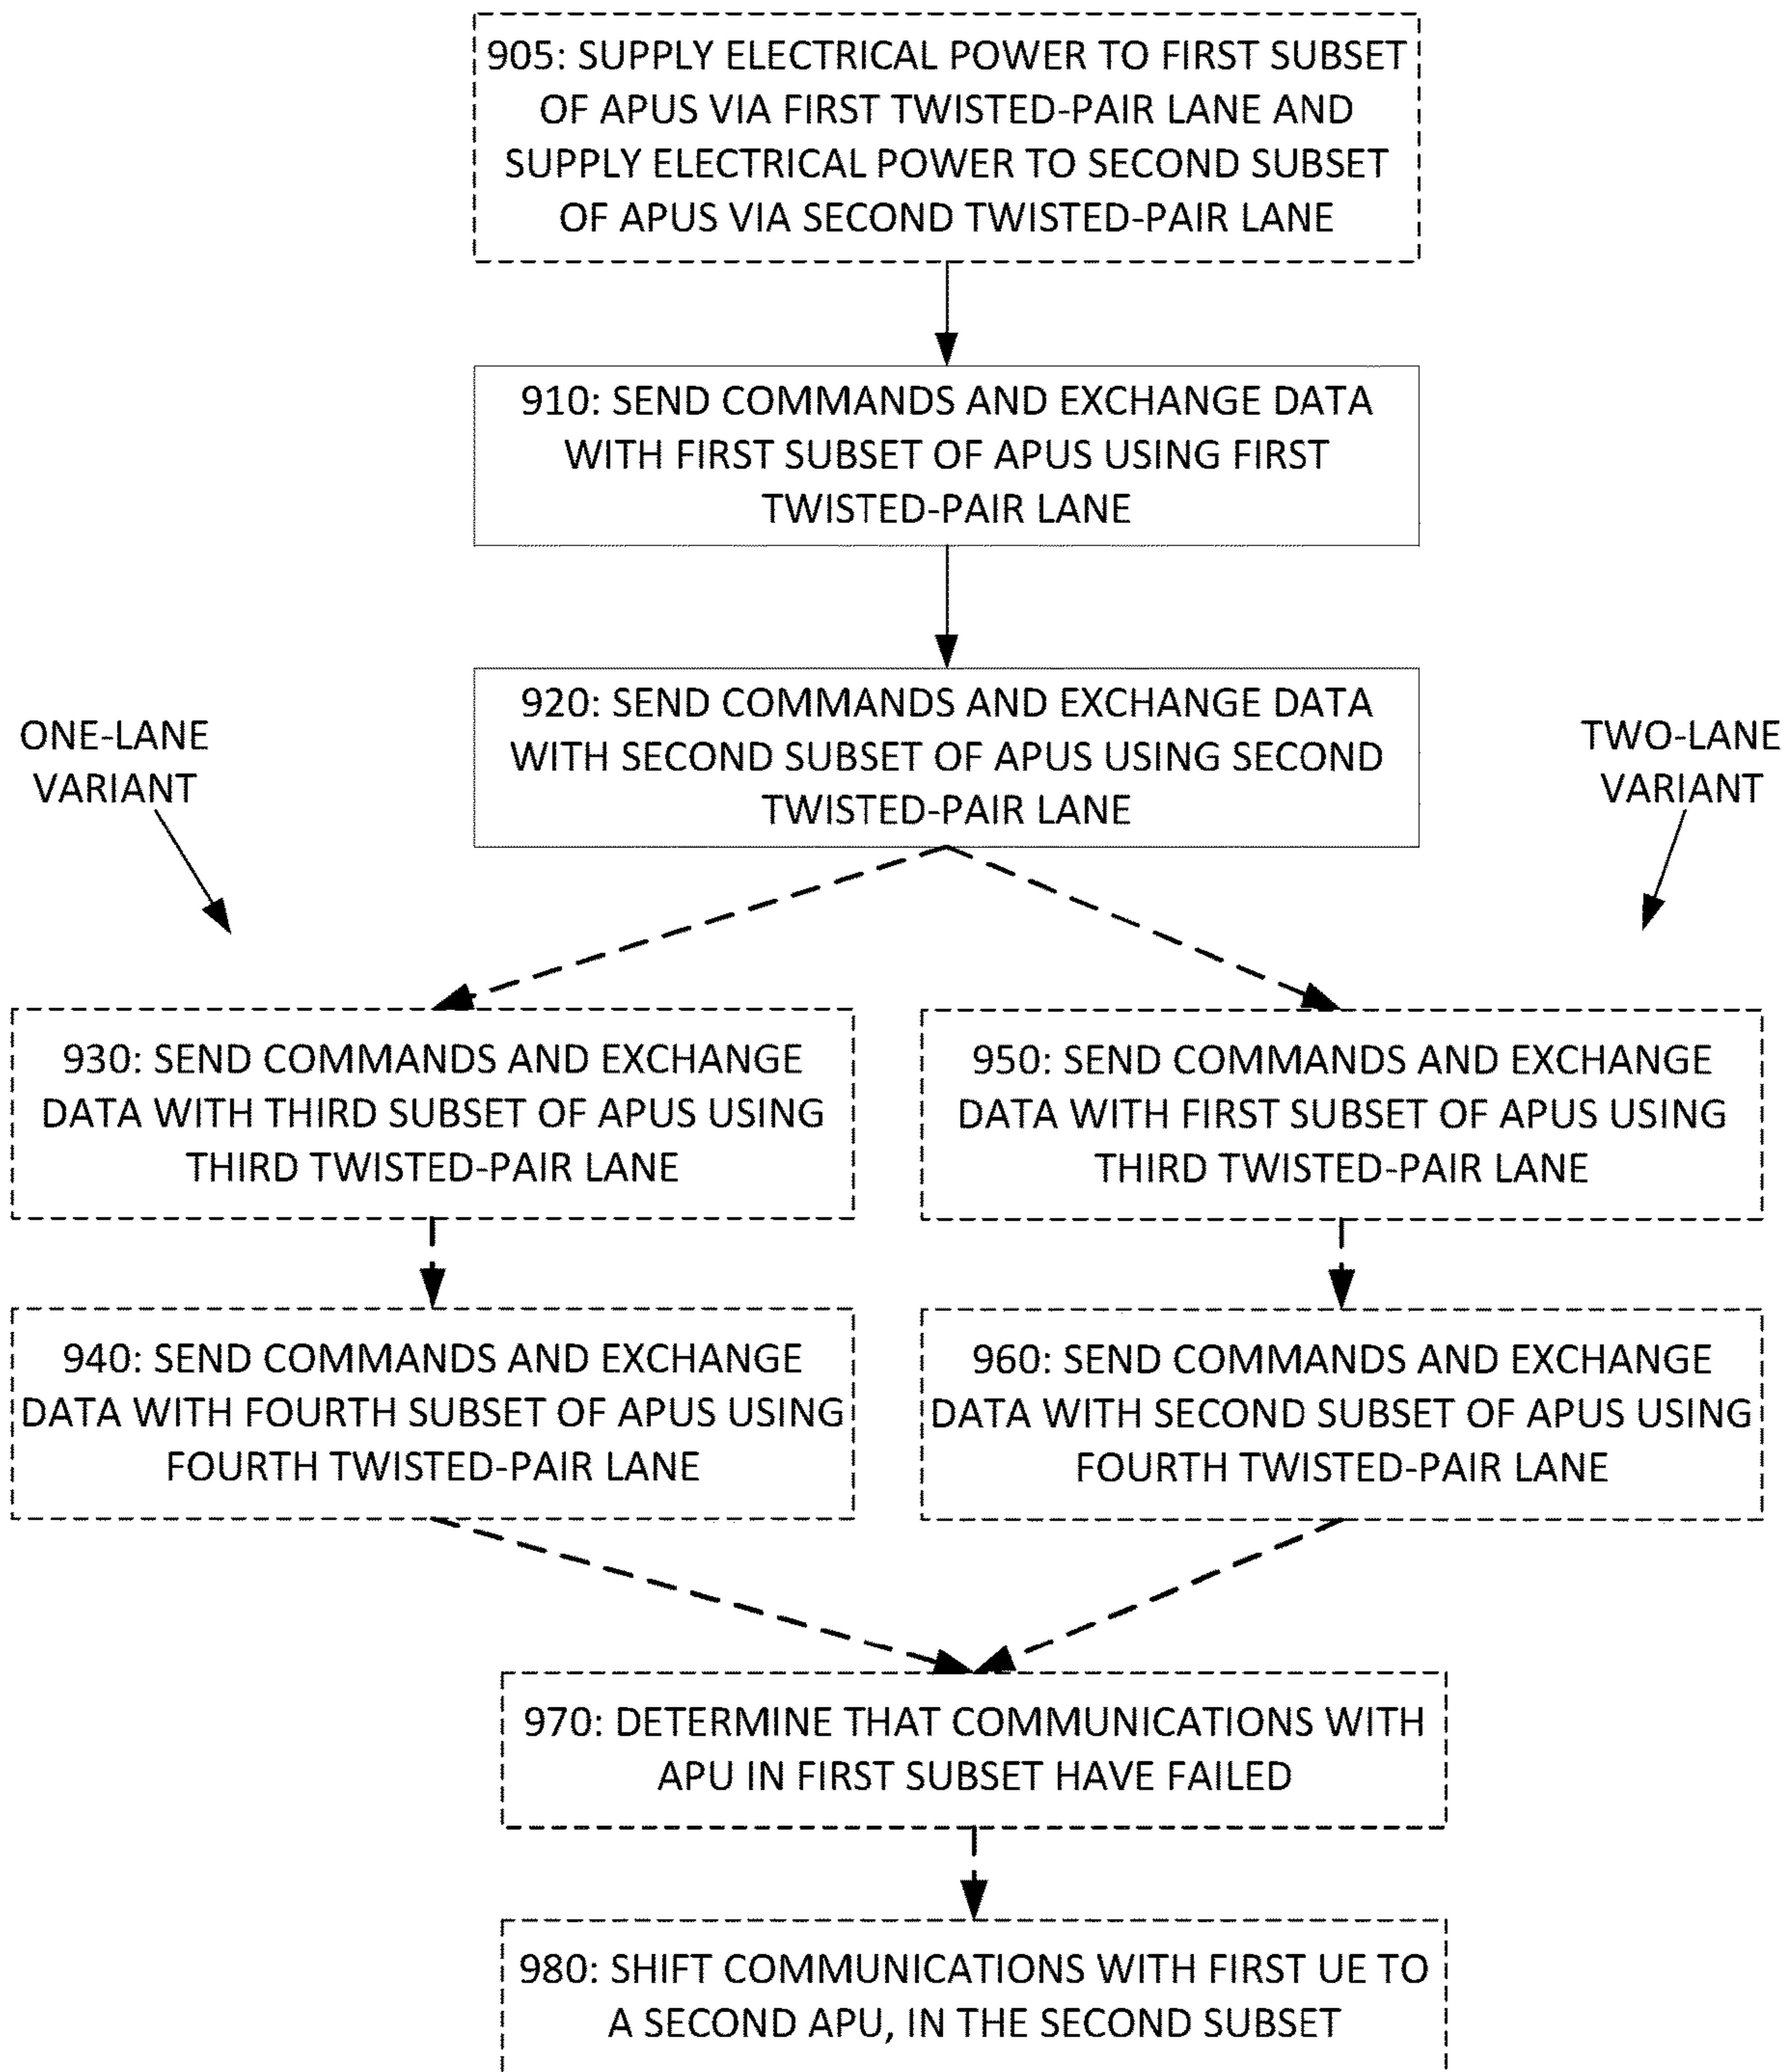 905: SUPPLY ELECTRICAL POWER TO FIRST SUBSET
OF APUS VIA FIRST TWISTED-PAIR LANE AND
SUPPLY ELECTRICAL POWER TO SECOND SUBSET
OF APUS VIA SECOND TWISTED-PAIR LANE
910: SEND COMMANDS AND EXCHANGE DATA
WITH FIRST SUBSET OF APUS USING FIRST
TWISTED-PAIR LANE
920: SEND COMMANDS AND EXCHANGE DATA
WITH SECOND SUBSET OF APUS USING SECOND
TWISTED-PAIR LANE
ONE-LANE
VARIANT
TWO-LANE
VARIANT
930: SEND COMMANDS AND EXCHANGE
DATA WITH THIRD SUBSET OF APUS USING
THIRD TWISTED-PAIR LANE
950: SEND COMMANDS AND EXCHANGE
DATA WITH FIRST SUBSET OF APUS USING
THIRD TWISTED-PAIR LANE
940: SEND COMMANDS AND EXCHANGE
DATA WITH FOURTH SUBSET OF APUS USING
FOURTH TWISTED-PAIR LANE
960: SEND COMMANDS AND EXCHANGE
DATA WITH SECOND SUBSET OF APUS USING
FOURTH TWISTED-PAIR LANE
970: DETERMINE THAT COMMUNICATIONS WITH
APU IN FIRST SUBSET HAVE FAILED
980: SHIFT COMMUNICATIONS WITH FIRST UE TO
A SECOND APU, IN THE SECOND SUBSET